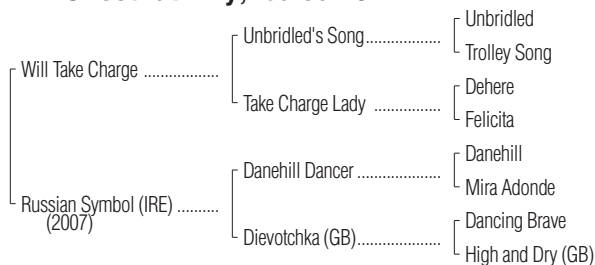 Unbridled
Unbridled's Song..................
Trolley Song
Will Take Charge ..................
Dehere
Take Charge Lady ................
Felicita
Danehill
Danehill Dancer ....................
Mira Adonde
Russian Symbol (IRE) ..........
(2007)
Dancing Brave
Dievotchka (GB)....................
High and Dry (GB)